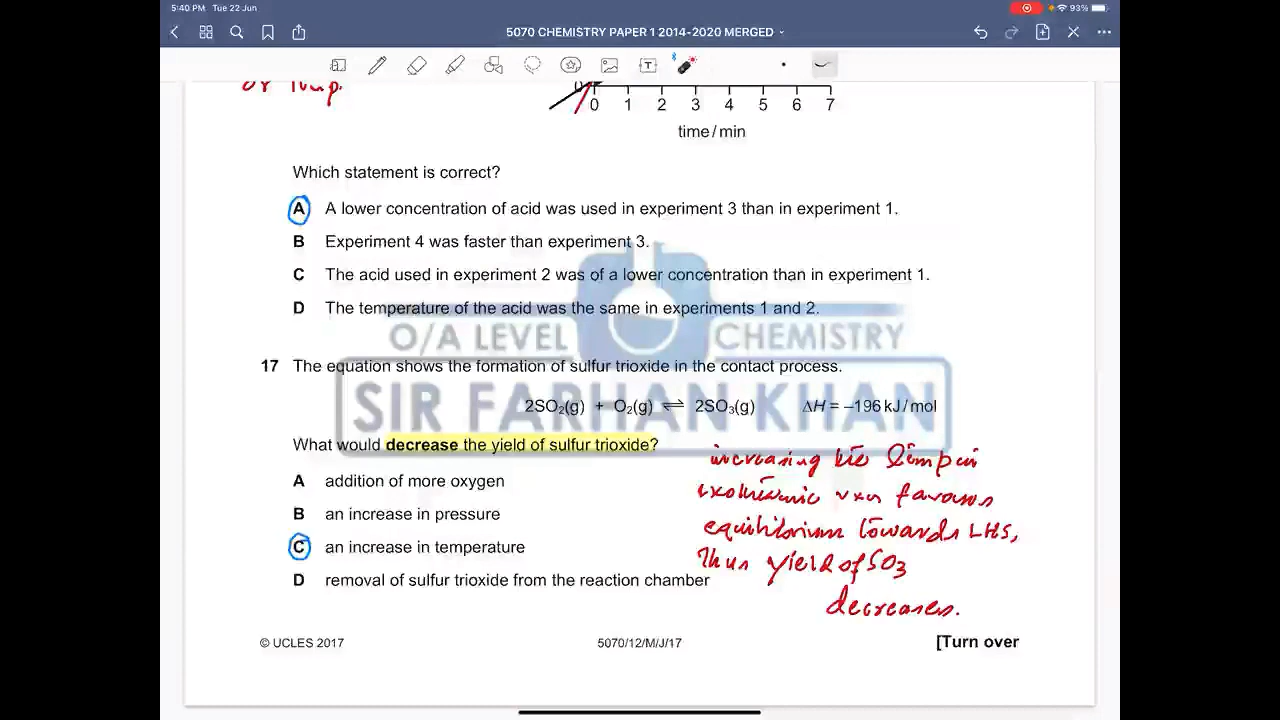 5:40 PM Tue 22 Jun
93%
5070 CHEMISTRY PAPER 1 2014-2020 MERGED
or temp.
0
0 1 2 3 4 5 6 7
time / min
Which statement is correct?
A A lower concentration of acid was used in experiment 3 than in experiment 1.
B Experiment 4 was faster than experiment 3.
C The acid used in experiment 2 was of a lower concentration than in experiment 1.
D The temperature of the acid was the same in experiments 1 and 2.
O/A LEVEL CHEMISTRY
SIR FARHAN KHAN
17 The equation shows the formation of sulfur trioxide in the contact process.
2SO₂(g) + O₂(g) ⇌ 2SO₃(g) ΔH = –196 kJ / mol
What would decrease the yield of sulfur trioxide?
A addition of more oxygen
B an increase in pressure
C an increase in temperature
D removal of sulfur trioxide from the reaction chamber
increasing the temp in
exothermic rxn favours
equilibrium towards LHS,
Thus yield of SO3
decreases.
© UCLES 2017
5070/12/M/J/17
[Turn over